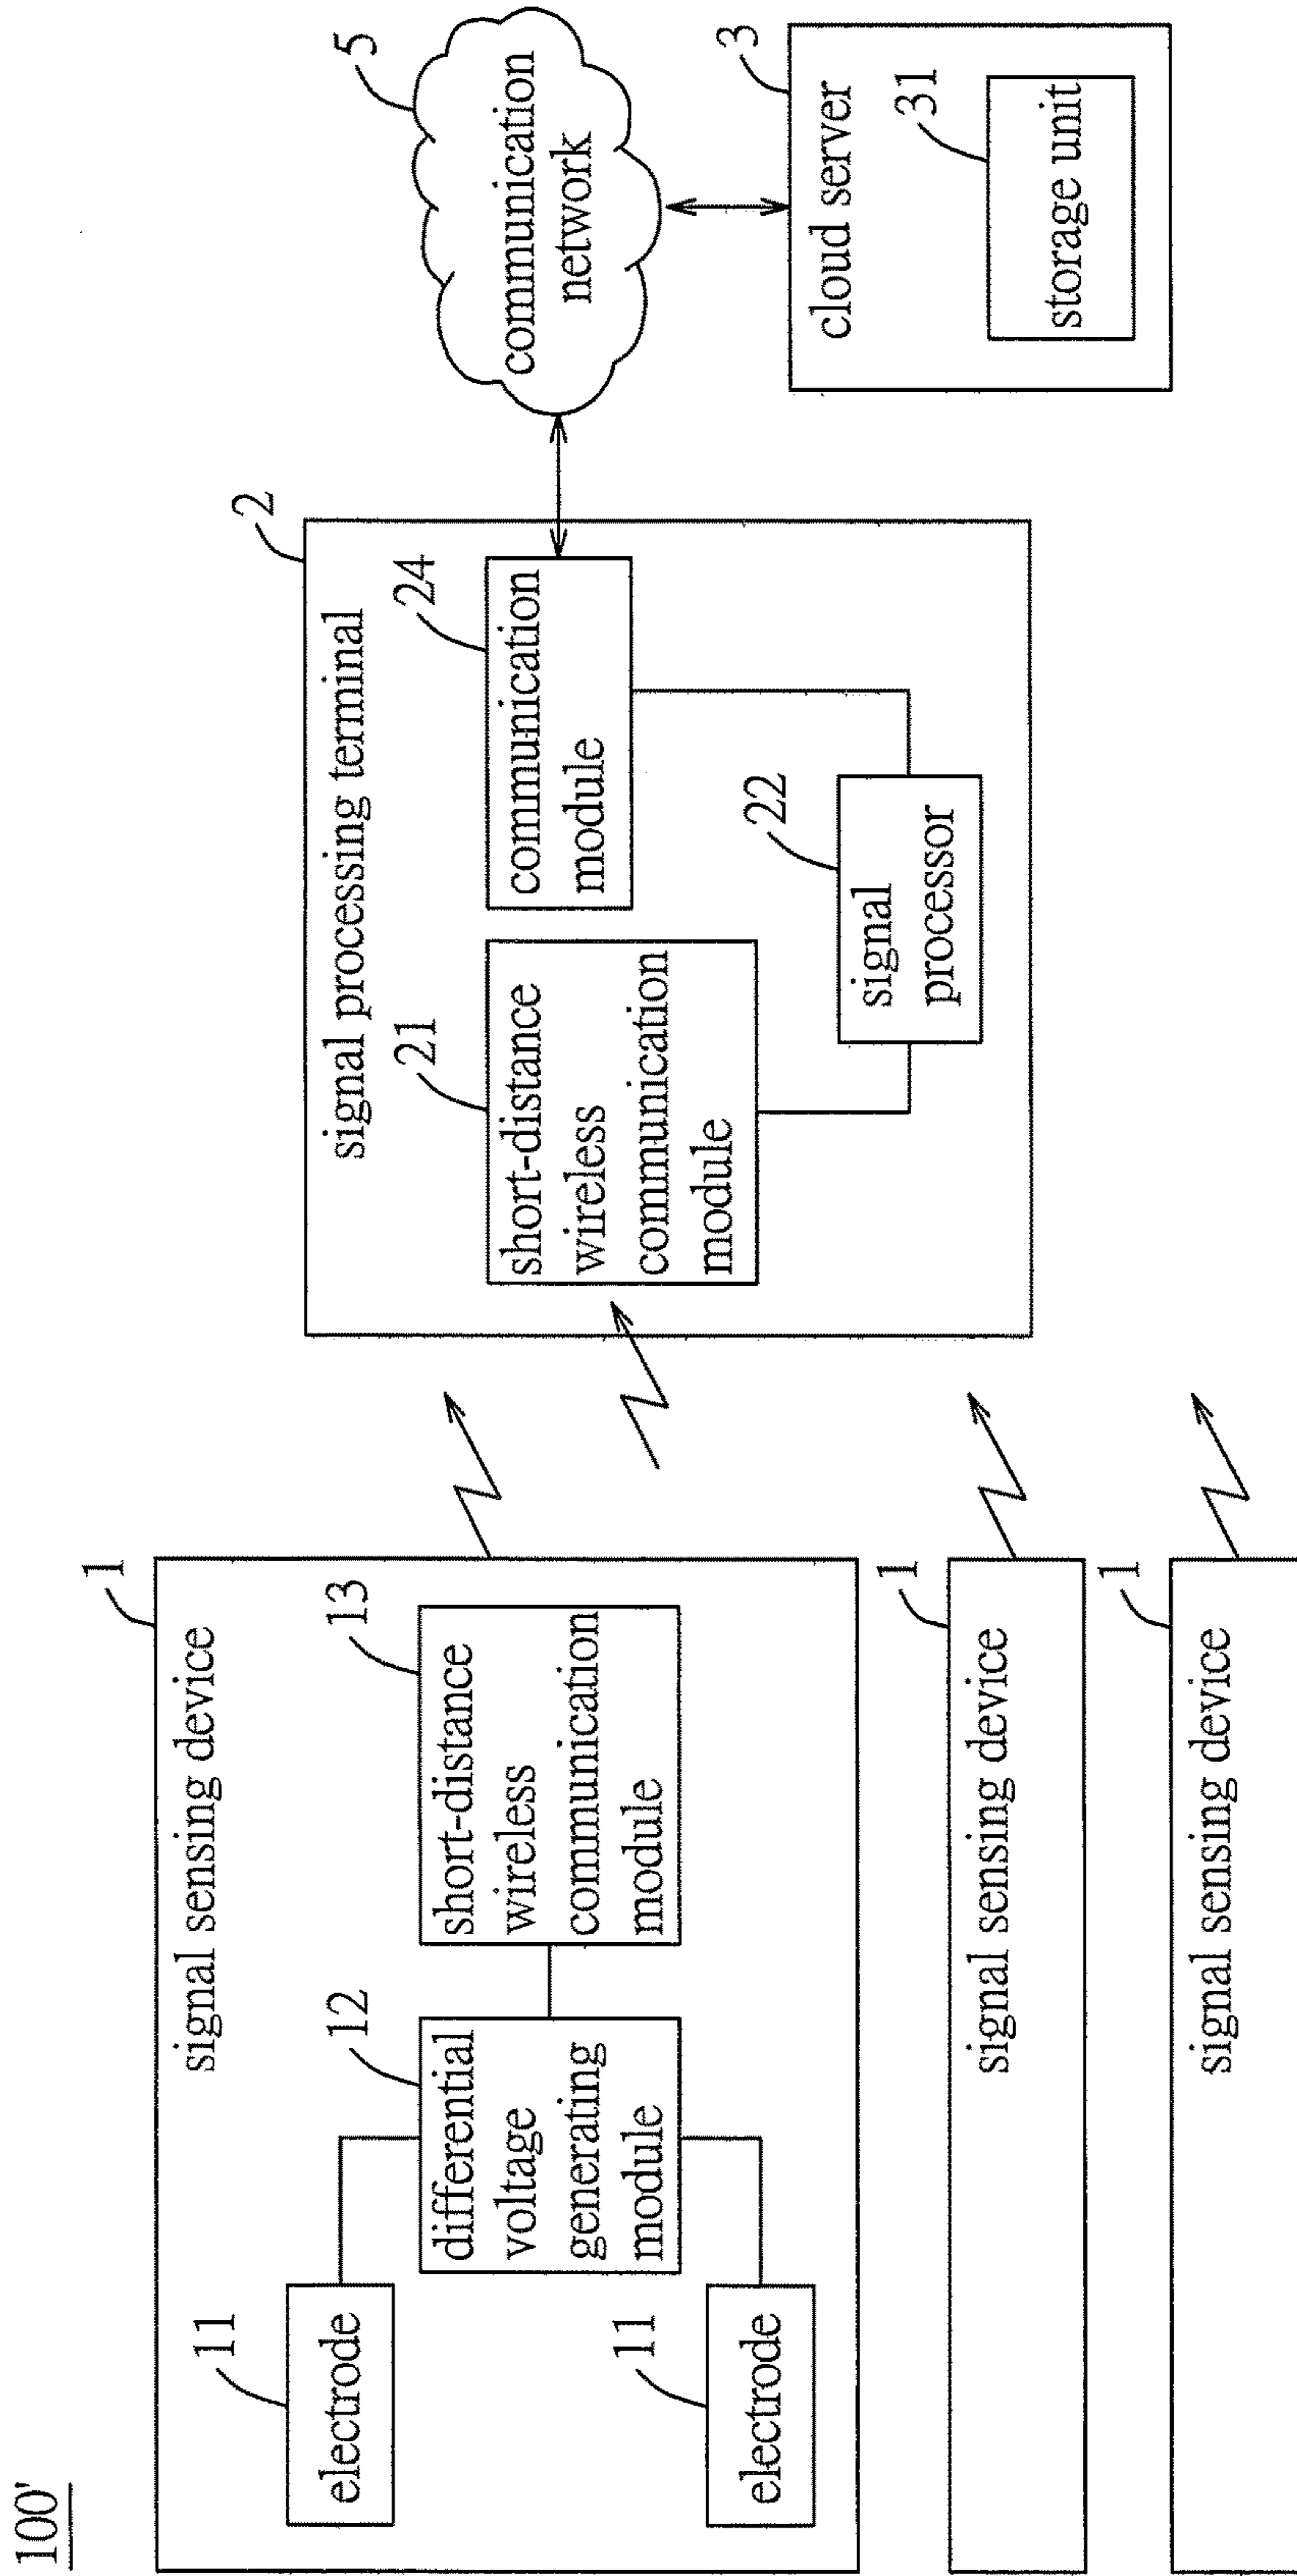 100'
1
signal sensing device
11
electrode
11
electrode
12
differential
voltage
generating
module
13
short-distance
wireless
communication
module
1
signal sensing device
1
signal sensing device
2
signal processing terminal
21
short-distance
wireless
communication
module
24
communication
module
22
signal
processor
5
communication
network
3
cloud server
31
storage unit